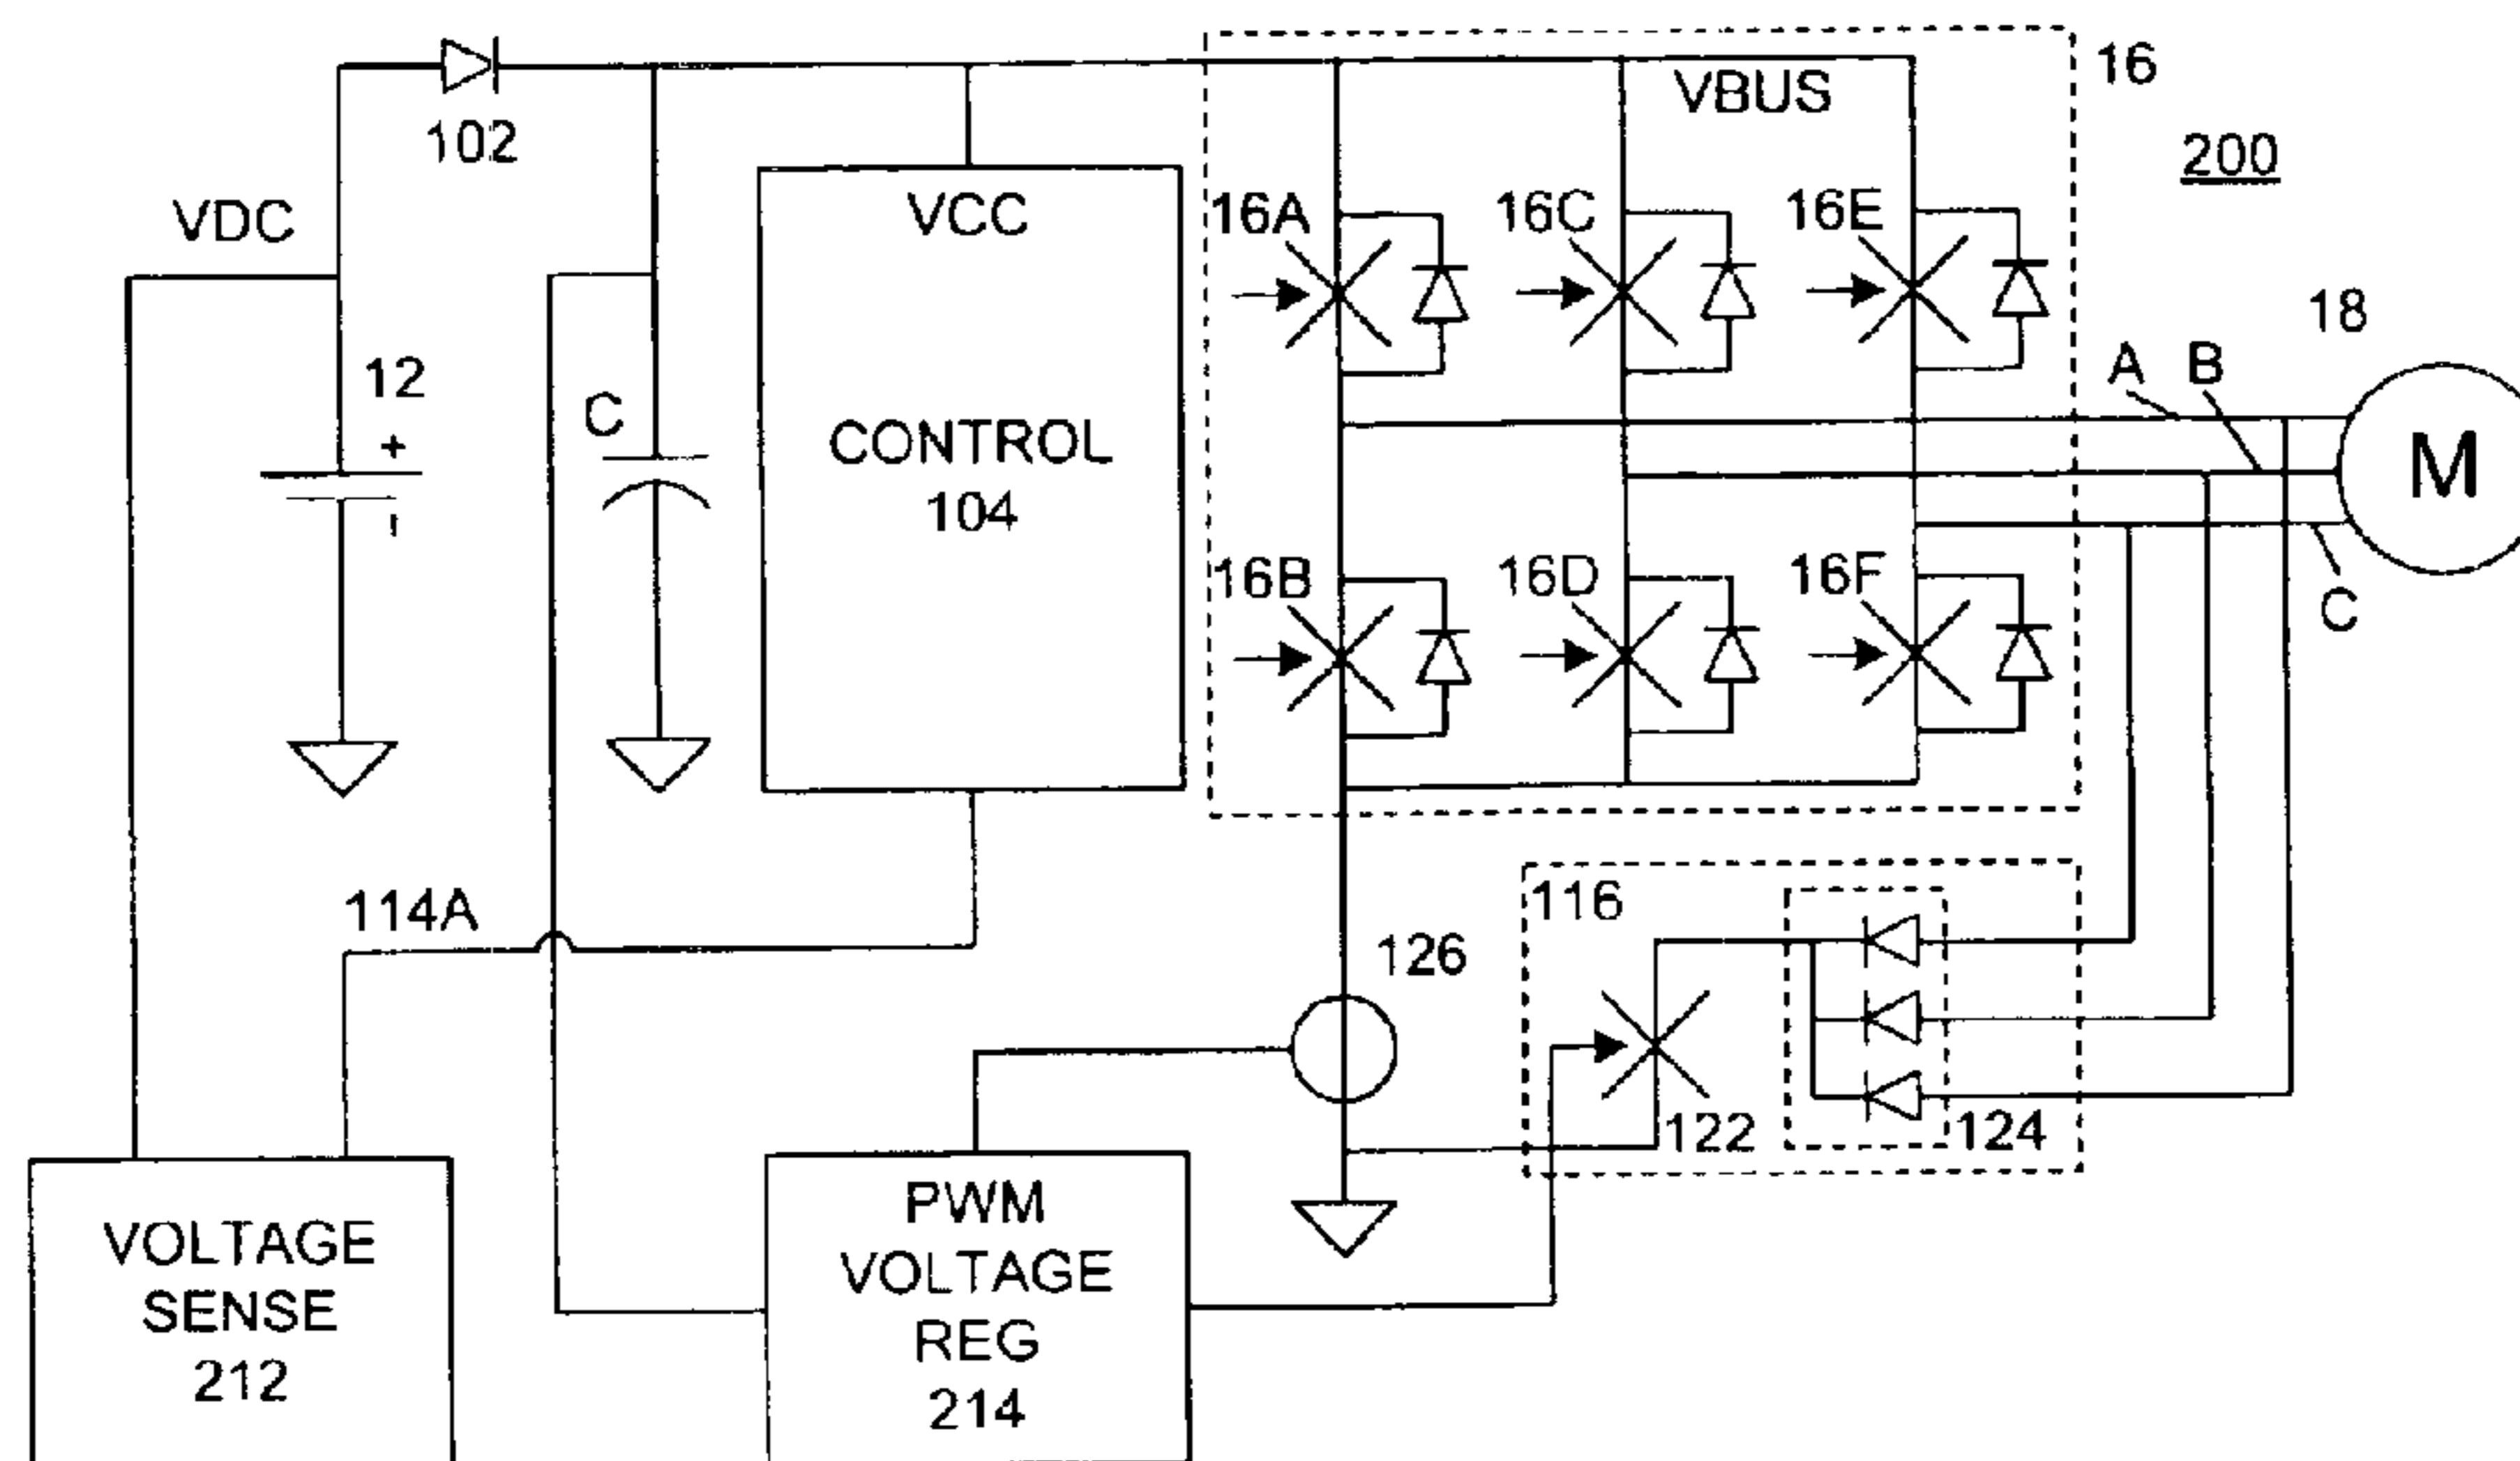 VBUS
16
102
200
VDC
VCC
16A
16C
16E
18
12
+
-
C
CONTROL
104
A
B
M
16B
16D
16F
C
114A
116
126
122
124
VOLTAGE
SENSE
212
PWM
VOLTAGE
REG
214